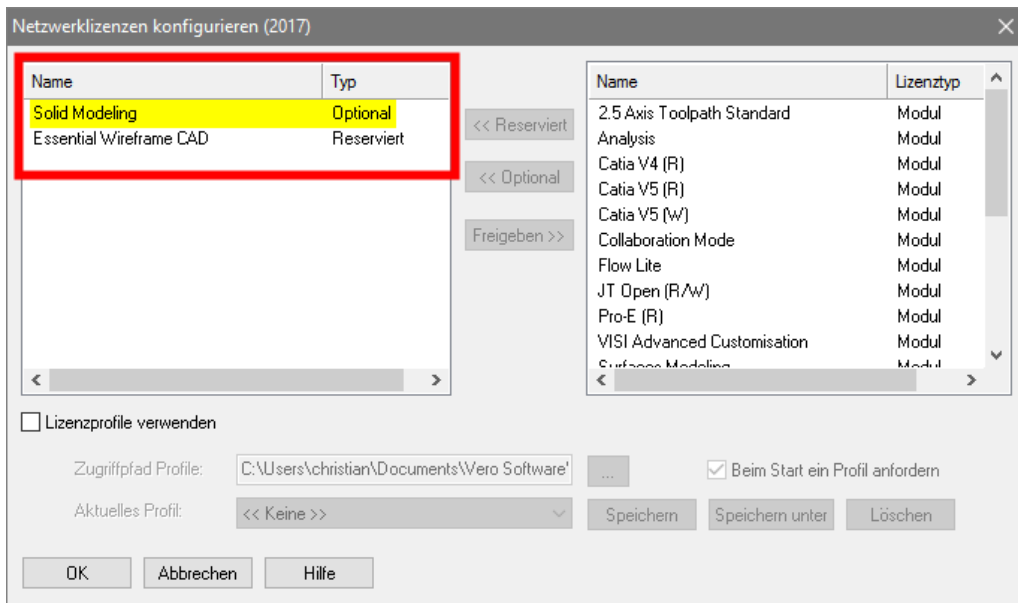 Netzwerklizenzen konfigurieren (2017)
Name Typ
Solid Modeling Optional
Essential Wireframe CAD Reserviert
<< Reserviert
<< Optional
Freigeben >>
Name Lizenztyp
2.5 Axis Toolpath Standard Modul
Analysis Modul
Catia V4 (R) Modul
Catia V5 (R) Modul
Catia V5 (W) Modul
Collaboration Mode Modul
Flow Lite Modul
JT Open (R/W) Modul
Pro-E (R) Modul
VISI Advanced Customisation Modul
Surfaces Modeling Modul
Lizenzprofile verwenden
Zugriffpfad Profile: C:\Users\christian\Documents\Vero Software' ... Beim Start ein Profil anfordern
Aktuelles Profil: << Keine >> Speichern Speichern unter Löschen
OK Abbrechen Hilfe